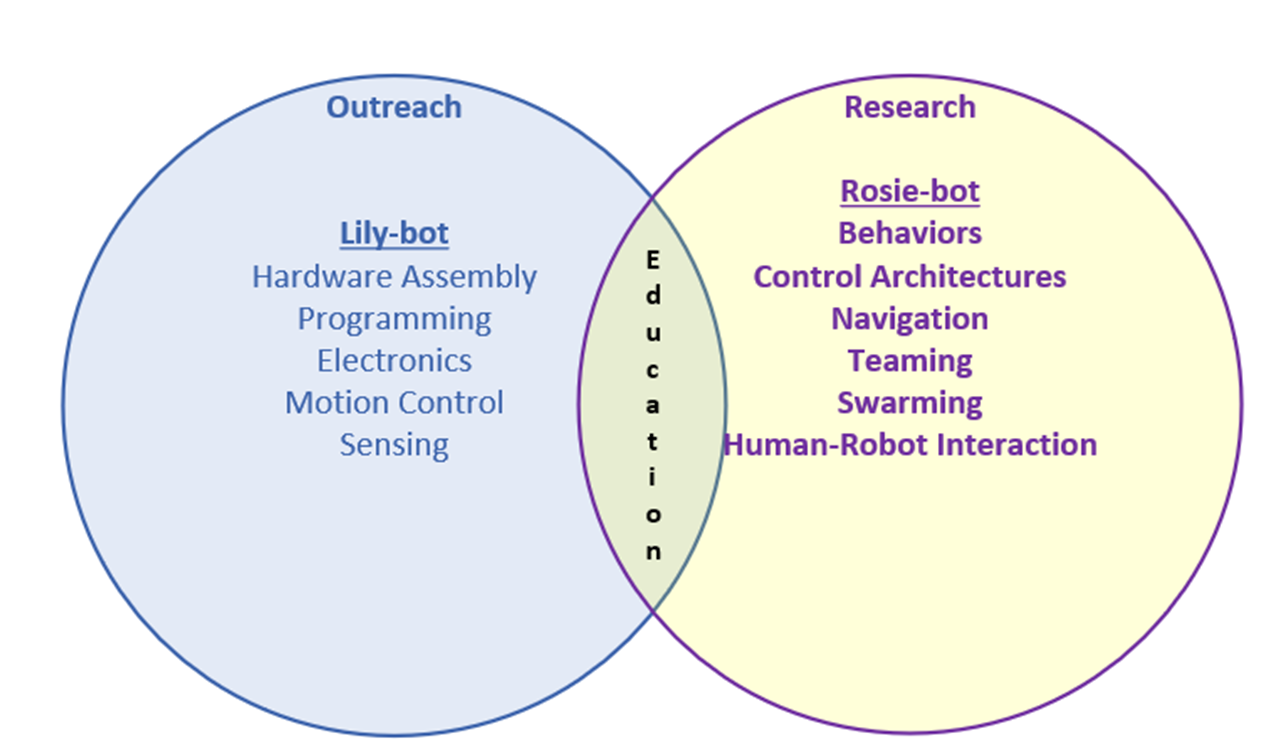 Outreach
Lily-bot
Hardware Assembly
Programming
Electronics
Motion Control
Sensing
Education
Research
Rosie-bot
Behaviors
Control Architectures
Navigation
Teaming
Swarming
Human-Robot Interaction